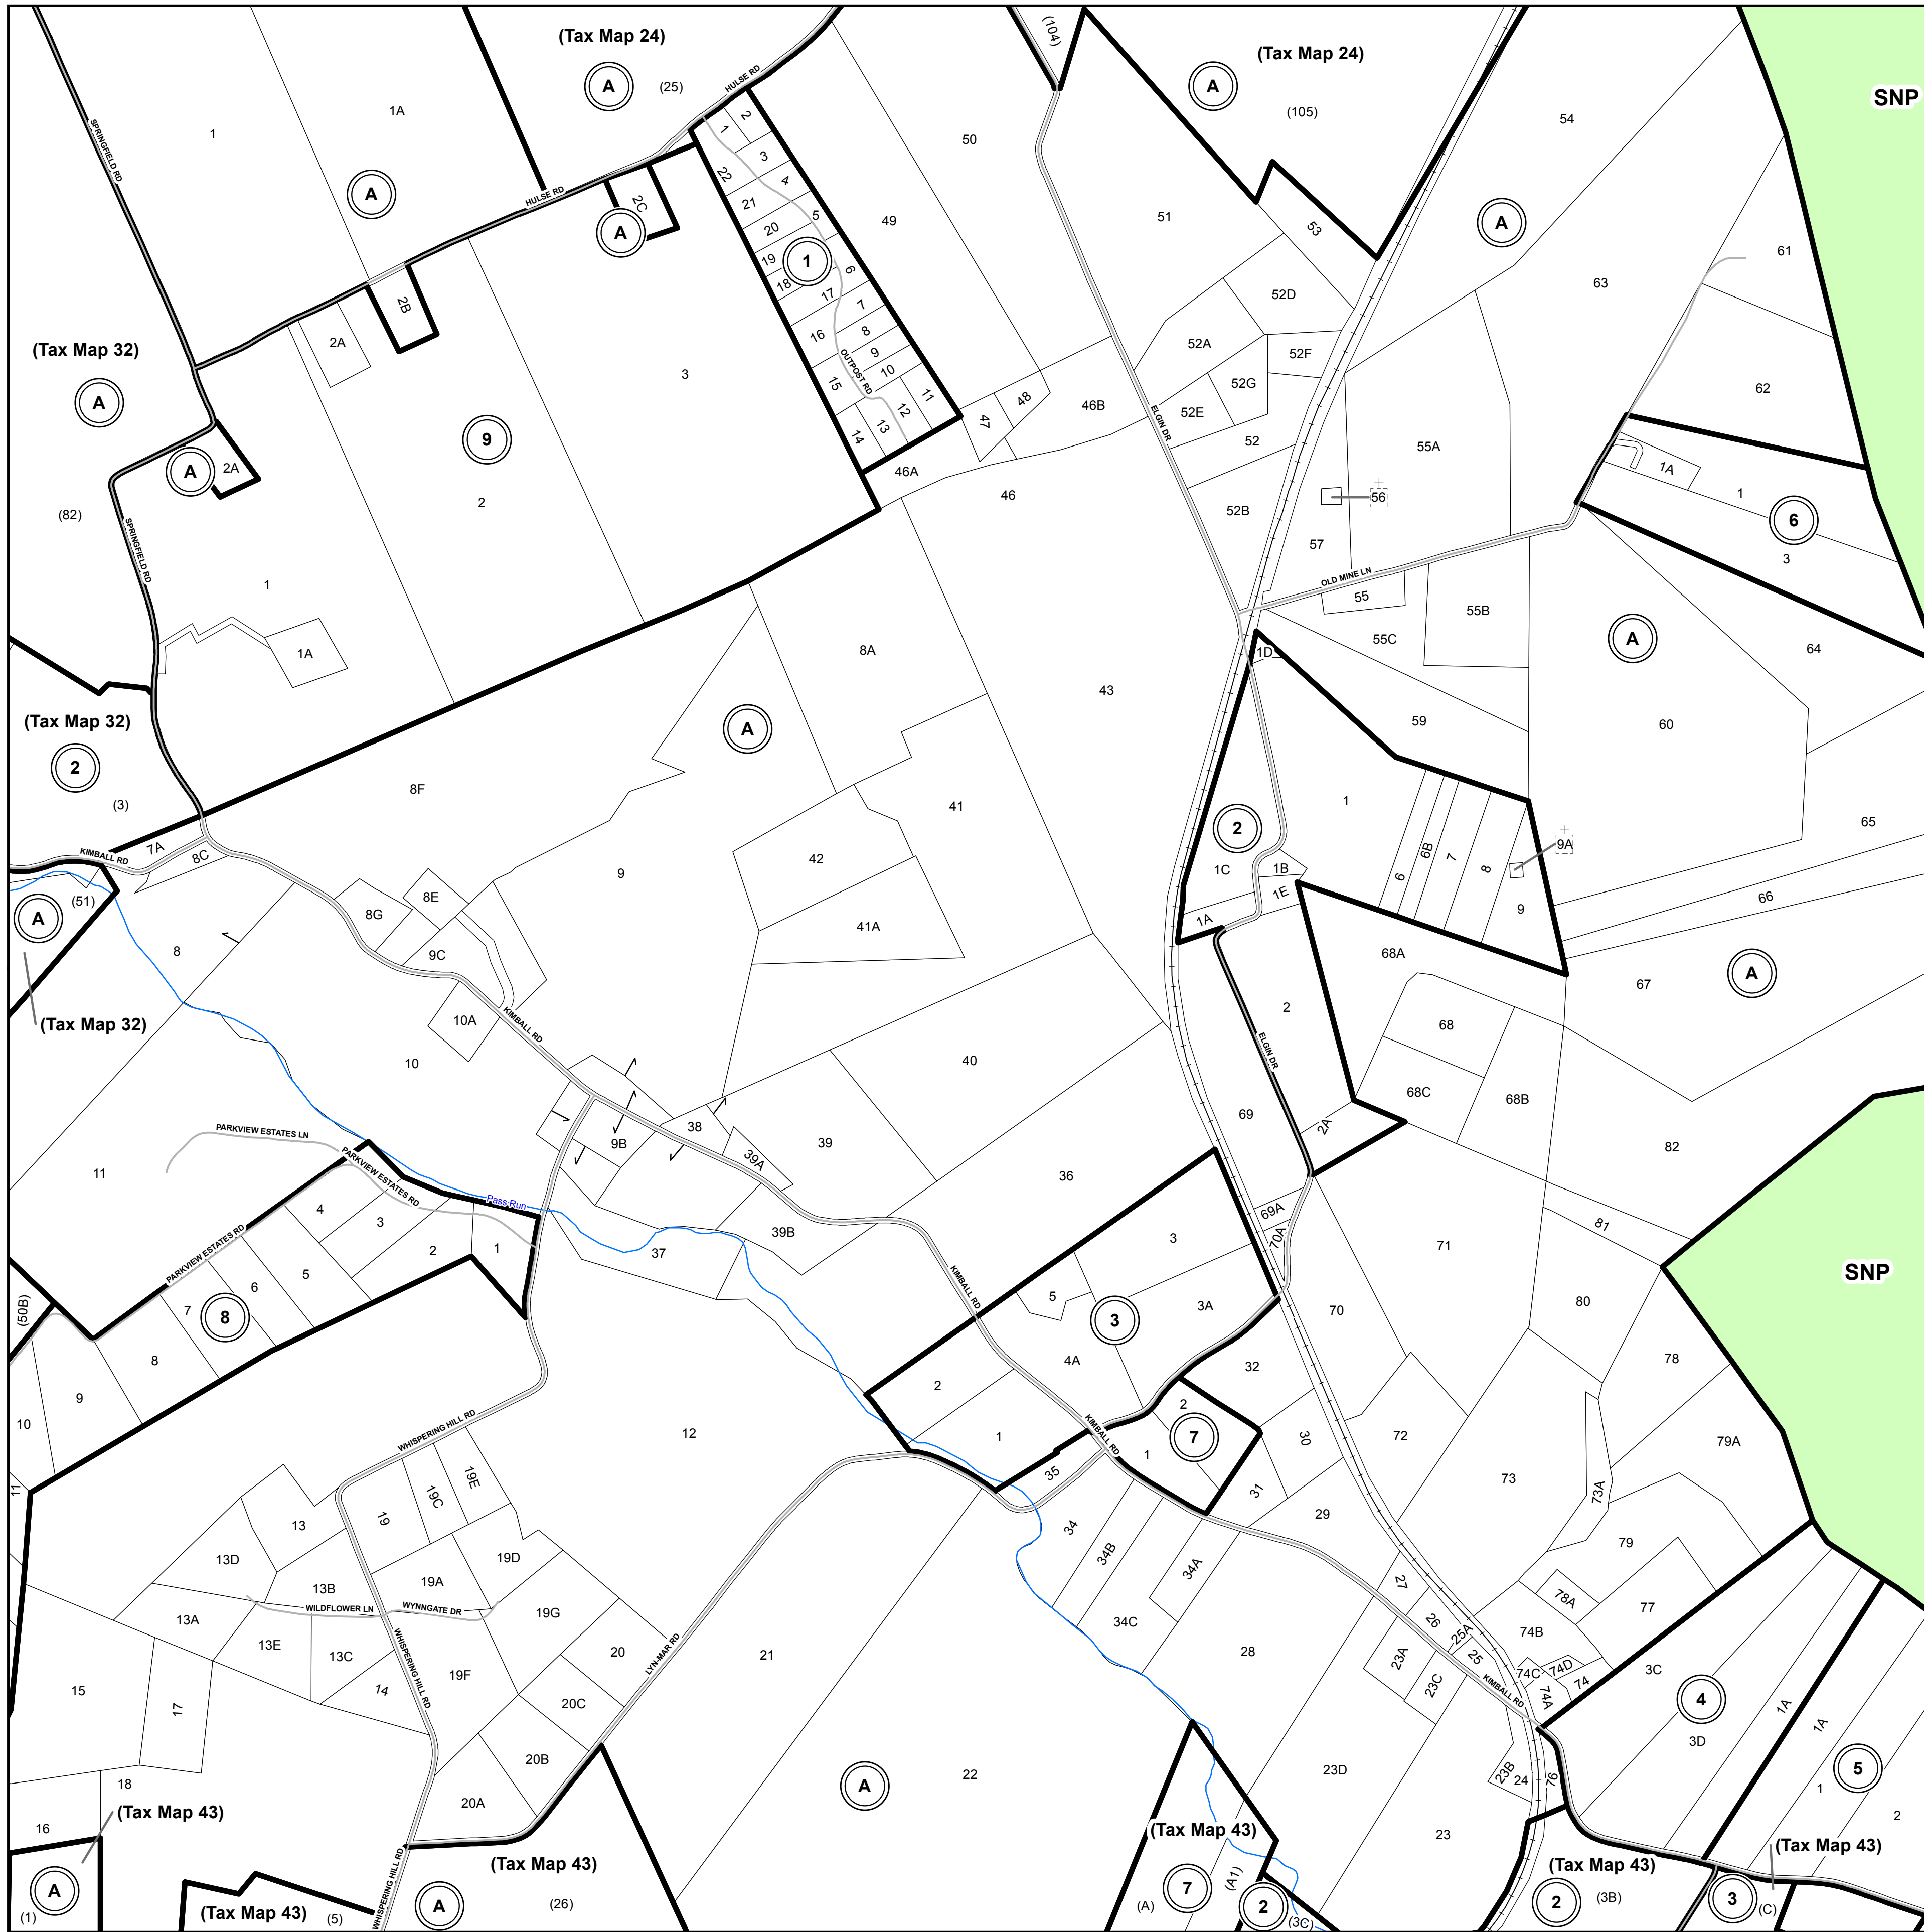 (Tax Map 24)
A
(25)
(104)
(Tax Map 24)
A
(105)
SNP
HULSE RD
SPRINGFIELD RD
1
1A
A
HULSE RD
2C
A
1
2
3
4
5
6
7
8
9
10
11
12
13
14
15
16
17
18
19
20
21
22
1
OUTPOST RD
50
49
51
53
54
A
61
63
62
52D
52A
52F
52G
52E
52
52B
55A
56
57
2B
2A
(Tax Map 32)
A
3
9
2
A
2A
(82)
SPRINGFIELD RD
1
1A
47
48
46B
46A
46
ELGIN DR
1A
1
6
3
OLD MINE LN
55
55B
55C
A
64
60
59
65
66
67
A
1D
(Tax Map 32)
2
(3)
8A
A
43
8F
41
42
41A
9
1
2
1C
1B
1E
1A
6
6B
7
8
9
9A
KIMBALL RD
7A
8C
A
(51)
(Tax Map 32)
8
8G
8E
9C
10A
KIMBALL RD
10
68A
68
68C
68B
2
ELGIN DR
2A
69
82
40
39
38
39A
9B
36
39B
37
PARKVIEW ESTATES LN
PARKVIEW ESTATES RD
Pass Run
11
4
3
2
1
PARKVIEW ESTATES RD
5
6
7
8
8
9
10
11
(50B)
69A
70A
71
81
SNP
80
78
70
3
5
3A
3
4A
KIMBALL RD
2
1
32
2
7
1
KIMBALL RD
35
30
31
72
73
73A
79A
79
12
WHISPERING HILL RD
19E
19C
19
13
13D
13B
19A
19D
WILDFLOWER LN
WYNNGATE DR
13A
13E
13C
14
19G
20
19F
20C
20B
20A
WHISPERING HILL RD
LYN-MAR RD
15
17
18
16
(Tax Map 43)
A
(1)
21
22
A
34
34B
34A
34C
29
28
27
26
25A
25
23A
23C
KIMBALL RD
78A
77
74B
74C
74D
74
74A
3C
4
3D
1A
1A
5
1
2
23D
23B
24
76
23
(Tax Map 43)
7
(A)
(A1)
2
(3C)
(Tax Map 43)
2
(3B)
(Tax Map 43)
3
(C)
(Tax Map 43)
A
(26)
(Tax Map 43)
(5)
WHISPERING HILL RD